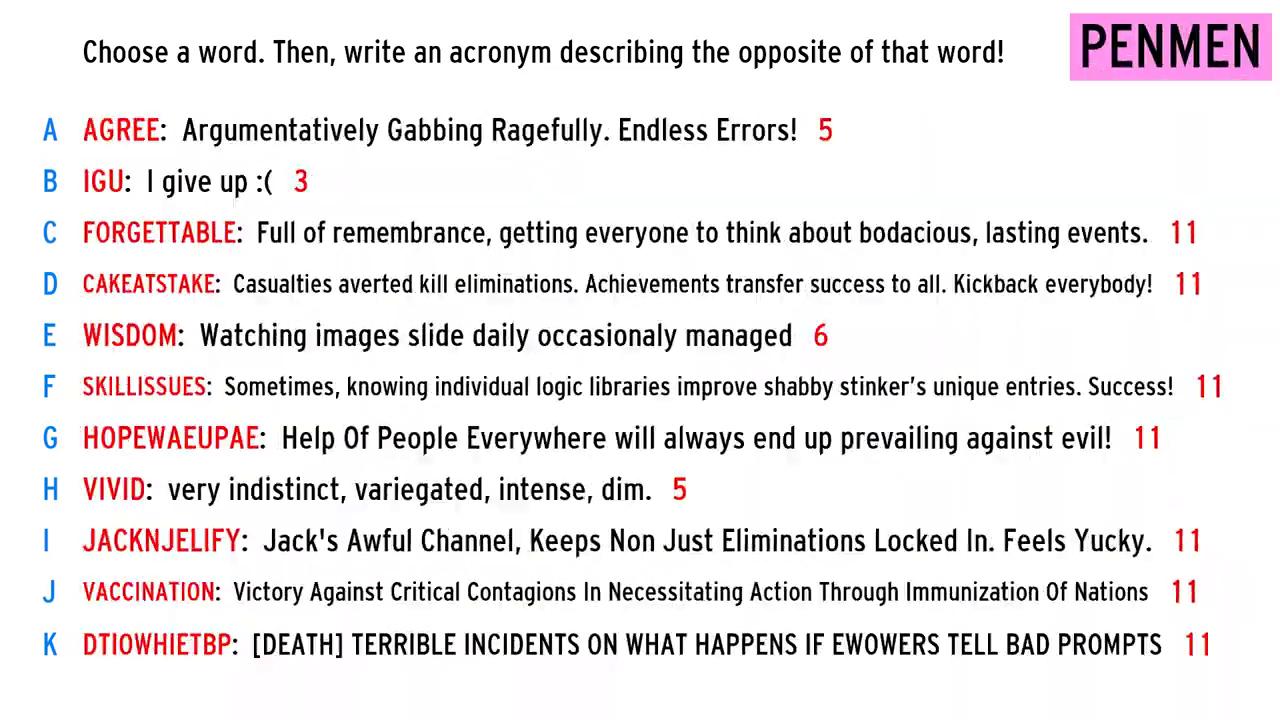 Choose a word. Then, write an acronym describing the opposite of that word!
PENMEN
A AGREE: Argumentatively Gabbing Ragefully. Endless Errors! 5
B IGU: I give up :( 3
C FORGETTABLE: Full of remembrance, getting everyone to think about bodacious, lasting events. 11
D CAKEATSTAKE: Casualties averted kill eliminations. Achievements transfer success to all. Kickback everybody! 11
E WISDOM: Watching images slide daily occasionaly managed 6
F SKILLISSUES: Sometimes, knowing individual logic libraries improve shabby stinker's unique entries. Success! 11
G HOPEWAEUPAE: Help Of People Everywhere will always end up prevailing against evil! 11
H VIVID: very indistinct, variegated, intense, dim. 5
I JACKNJELIFY: Jack's Awful Channel, Keeps Non Just Eliminations Locked In. Feels Yucky. 11
J VACCINATION: Victory Against Critical Contagions In Necessitating Action Through Immunization Of Nations 11
K DTIOWHIETBP: [DEATH] TERRIBLE INCIDENTS ON WHAT HAPPENS IF EWOWERS TELL BAD PROMPTS 11